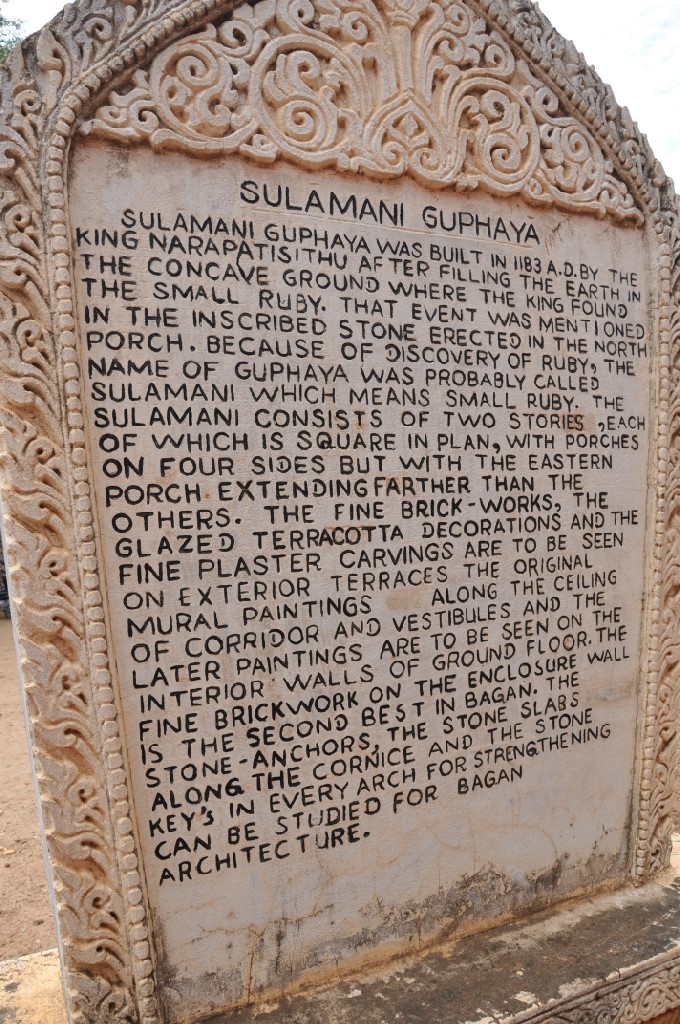 SULAMANI GUPHAYA
SULAMANI GUPHAYA WAS BUILT IN 1183 A.D. BY THE
KING NARAPATISITHU AFTER FILLING THE EARTH IN
THE CONCAVE GROUND WHERE THE KING FOUND
THE SMALL RUBY. THAT EVENT WAS MENTIONED
IN THE INSCRIBED STONE ERECTED IN THE NORTH
PORCH. BECAUSE OF DISCOVERY OF RUBY, THE
NAME OF GUPHAYA WAS PROBABLY CALLED
SULAMANI WHICH MEANS SMALL RUBY. THE
SULAMANI CONSISTS OF TWO STORIES ,EACH
OF WHICH IS SQUARE IN PLAN, WITH PORCHES
ON FOUR SIDES BUT WITH THE EASTERN
PORCH EXTENDING FARTHER THAN THE
OTHERS. THE FINE BRICK-WORKS, THE
GLAZED TERRACOTTA DECORATIONS AND THE
FINE PLASTER CARVINGS ARE TO BE SEEN
ON EXTERIOR TERRACES THE ORIGINAL
MURAL PAINTINGS ALONG THE CEILING
OF CORRIDOR AND VESTIBULES AND THE
LATER PAINTINGS ARE TO BE SEEN ON THE
INTERIOR WALLS OF GROUND FLOOR. THE
FINE BRICKWORK ON THE ENCLOSURE WALL
IS THE SECOND BEST IN BAGAN. THE
STONE-ANCHORS, THE STONE SLABS
ALONG THE CORNICE AND THE STONE
KEY'S IN EVERY ARCH FOR STRENGTHENING
CAN BE STUDIED FOR BAGAN
ARCHITECTURE.